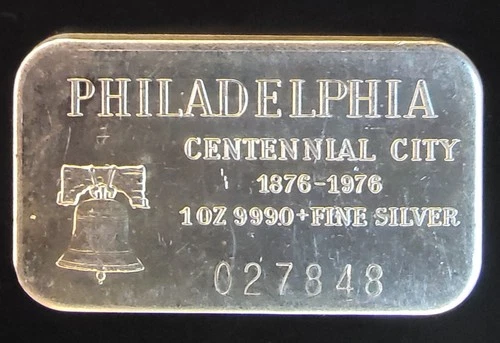 PHILADELPHIA
CENTENNIAL CITY
1876-1976
1 OZ 9990+FINE SILVER
027848